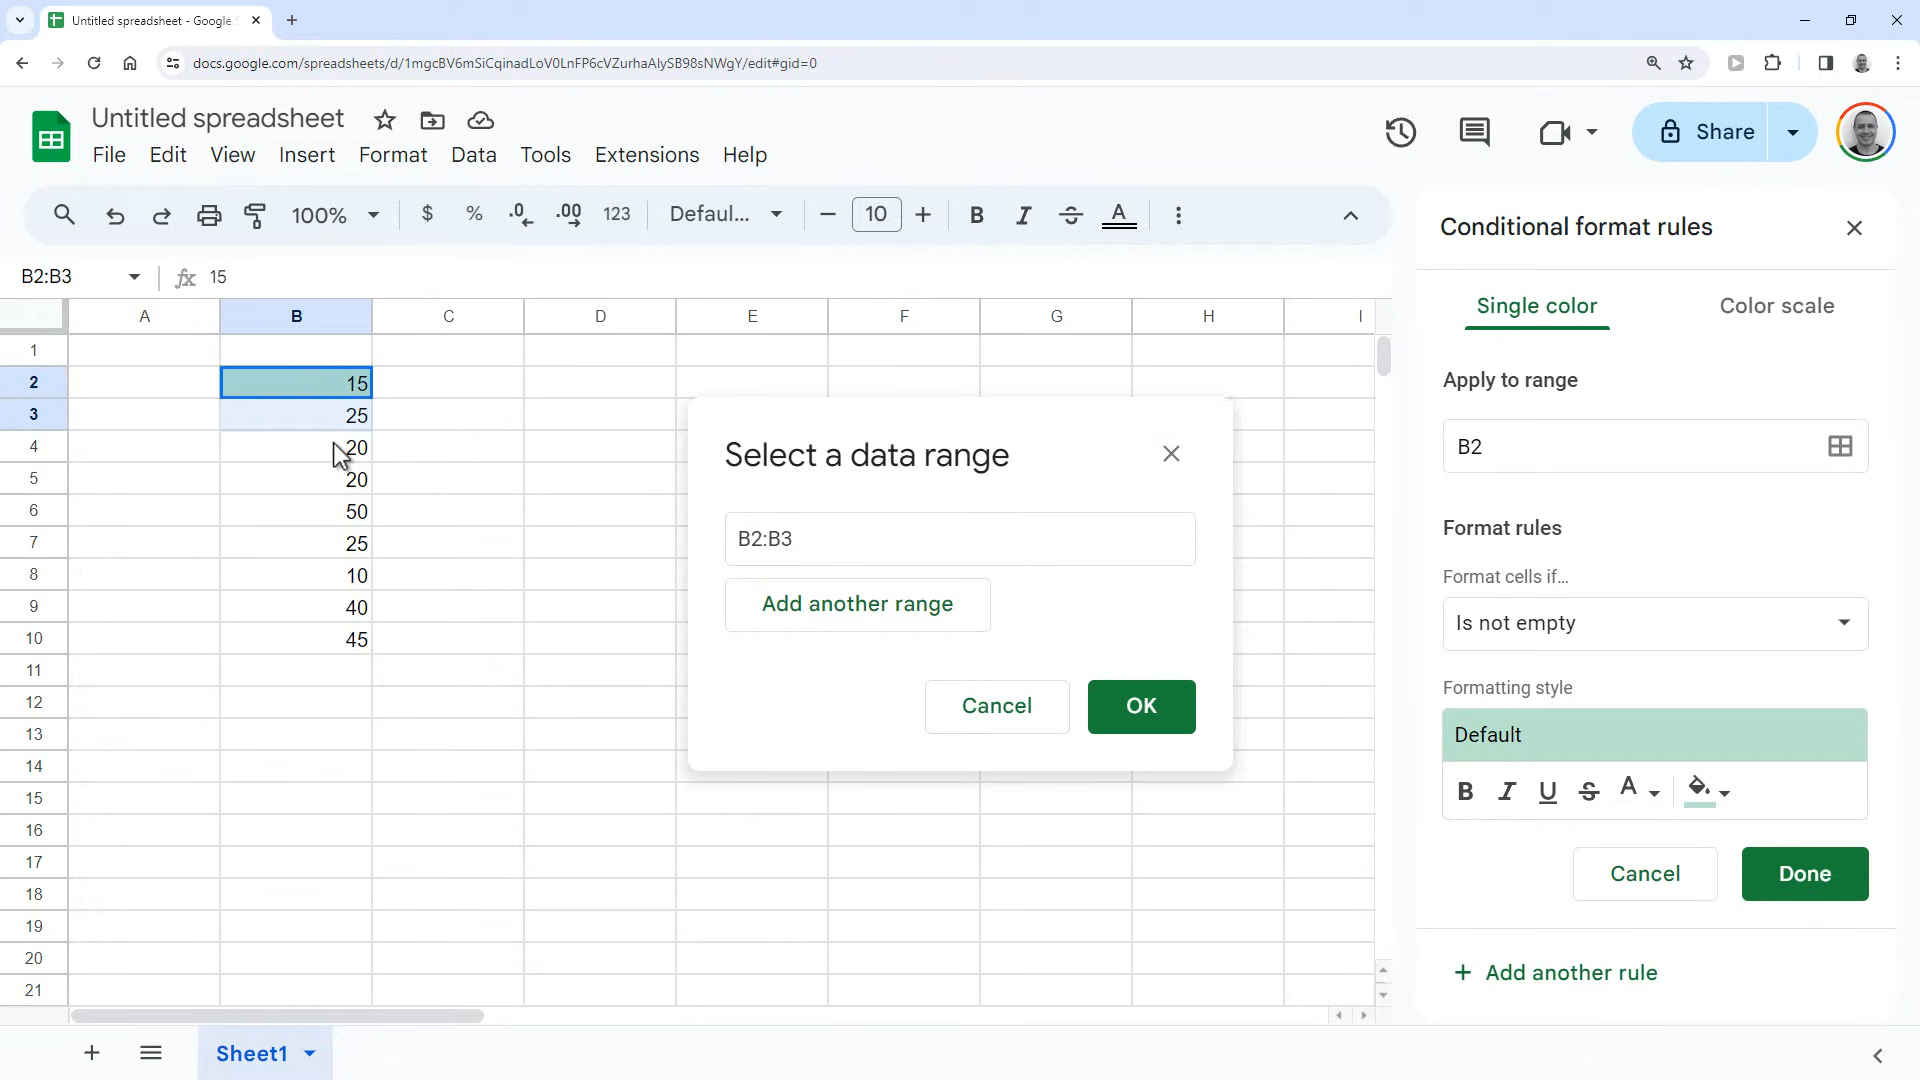 Untitled spreadsheet - Google S
docs.google.com/spreadsheets/d/1mgcBV6mSiCqinadLoV0LnFP6cVZurhaAlySB98sNWgY/edit#gid=0
Untitled spreadsheet
File Edit View Insert Format Data Tools Extensions Help
Share
100% $ % .0 .00 123 Defaul... 10 B I S A
B2:B3 fx 15
A B C D E F G H I
1
2 15
3 25
4 20
5 20
6 50
7 25
8 10
9 40
10 45
11
12
13
14
15
16
17
18
19
20
21
Select a data range
B2:B3
Add another range
Cancel OK
Conditional format rules
Single color Color scale
Apply to range
B2
Format rules
Format cells if...
Is not empty
Formatting style
Default
B I U S A
Cancel Done
+ Add another rule
+ Sheet1